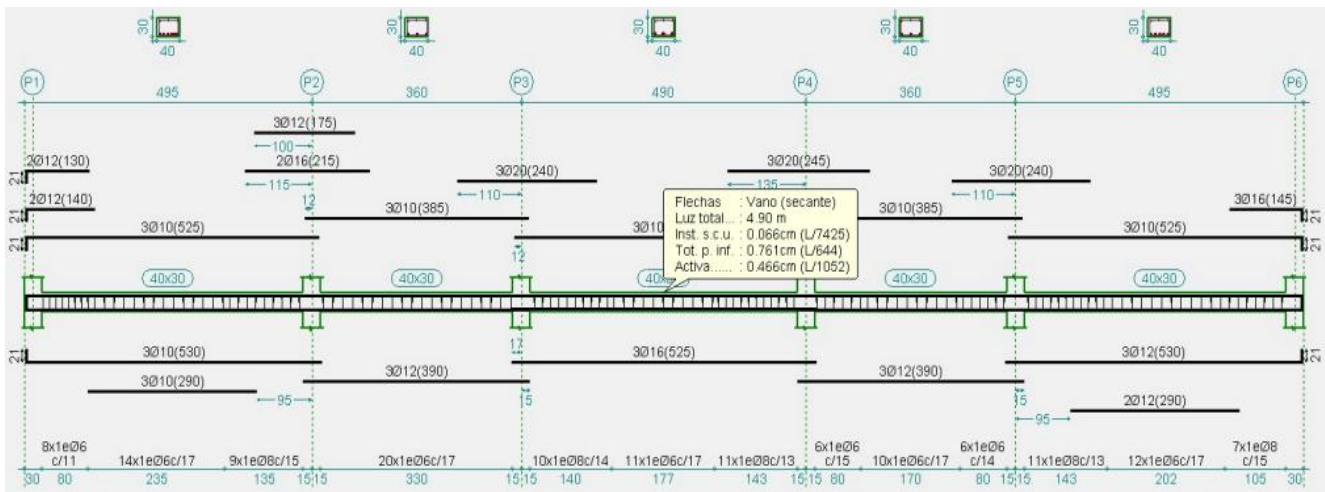 30 30 30 30 30
40 40 40 40 40
P1 P2 P3 P4 P5 P6
495 360 490 360 495
3Ø12(175)
100
2Ø12(130) 2Ø16(215) 3Ø20(245)
21 115 3Ø20(240) 135 3Ø20(240)
110 110
2Ø12(140) 12 3Ø16(145)
21 3Ø10(385) 3Ø10(385) 21
3Ø10(525) 3Ø10 3Ø10(525)
21 12 21
Flechas : Vano (secante)
Luz total... : 4.90 m
Inst. s.c.u. : 0.066cm (L/7425)
Tot. p. inf. : 0.761cm (L/644)
Activa...... : 0.466cm (L/1052)
40x30 40x30 40x30 40x30
17
21 3Ø10(530) 3Ø16(525) 3Ø12(530) 21
3Ø10(290) 3Ø12(390) 3Ø12(390)
95 15 15
2Ø12(290)
95
8x1eØ6 6x1eØ6 6x1eØ6 7x1eØ8
c/11 14x1eØ6c/17 9x1eØ8c/15 20x1eØ6c/17 10x1eØ8c/14 11x1eØ6c/17 11x1eØ8c/13 c/15 10x1eØ6c/17 c/14 11x1eØ8c/13 12x1eØ6c/17 c/15
30 80 235 135 15 15 330 15 15 140 177 143 15 15 80 170 80 15 15 143 202 105 30